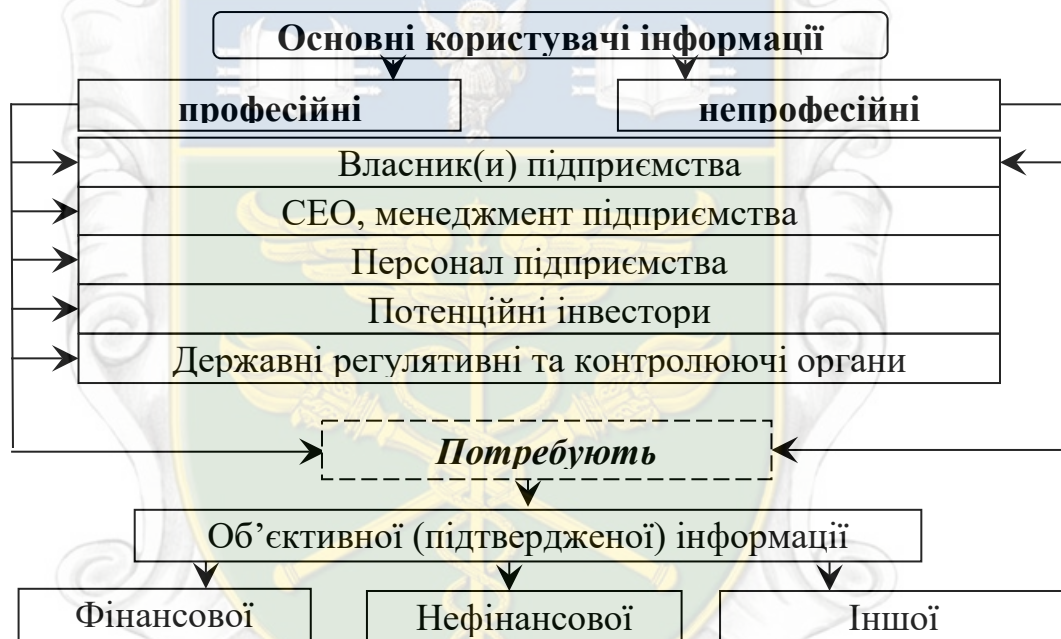 Основні користувачі інформації
професійні
непрофесійні
Власник(и) підприємства
СЕО, менеджмент підприємства
Персонал підприємства
Потенційні інвестори
Державні регулятивні та контролюючі органи
Потребують
Об’єктивної (підтвердженої) інформації
Фінансової
Нефінансової
Іншої